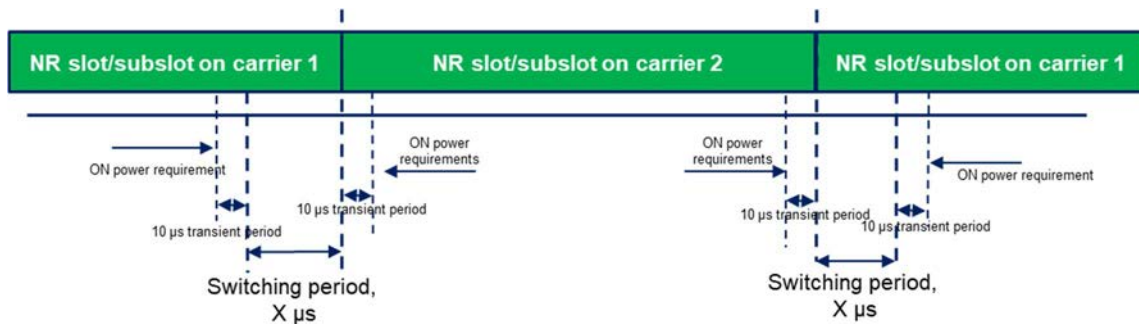 NR slot/subslot on carrier 1
NR slot/subslot on carrier 2
NR slot/subslot on carrier 1
ON power requirement
ON power
requirements
ON power
requirements
ON power requirement
10 µs transient period
10 µs transient period
10 µs transient period
10 µs transient period
Switching period,
X µs
Switching period,
X µs